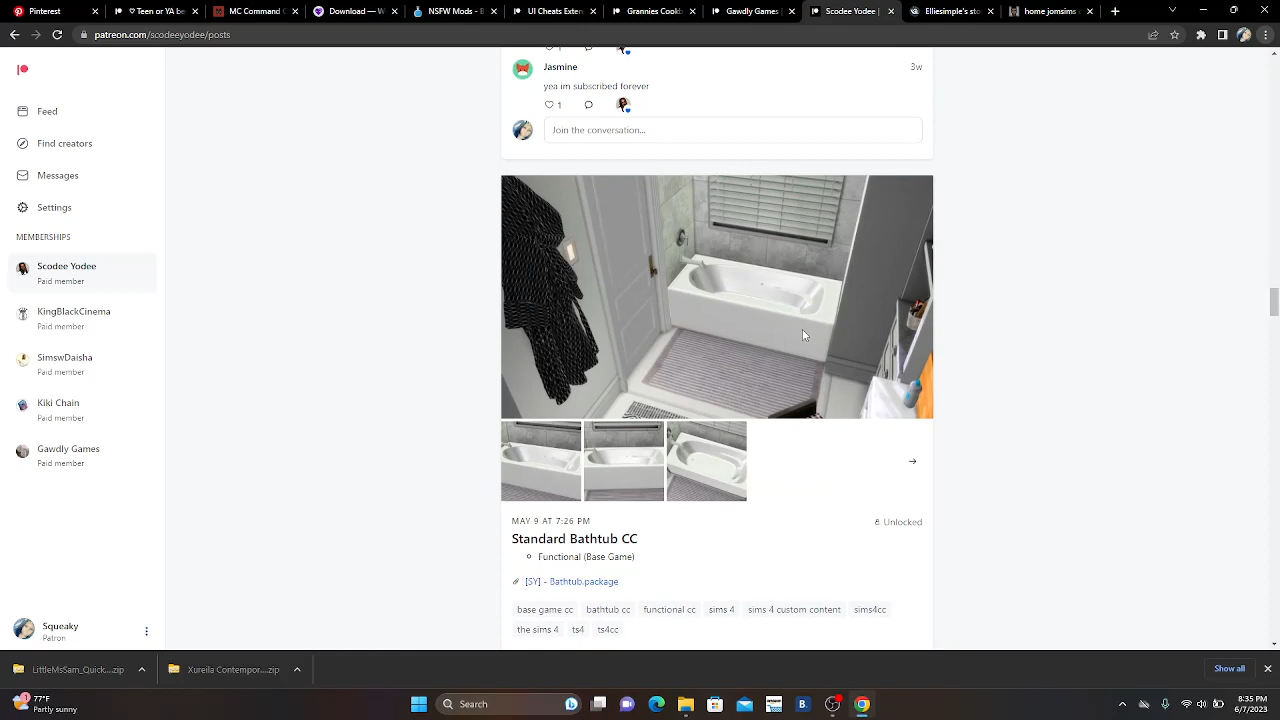 Pinterest
♡ Teen or YA be
MC Command C
Download — W
NSFW Mods - B
UI Cheats Exten
Granites Cookb
Gawdly Games |
Scodee Yodee |
Elliesimple's sto
home jomsims c
patreon.com/scodeeyodee/posts
Feed
Find creators
Messages
Settings
MEMBERSHIPS
Scodee Yodee
Paid member
KingBlackCinema
Paid member
SimswDaisha
Paid member
Kiki Chain
Paid member
Gawdly Games
Paid member
Squeaky
Patron
Jasmine
3w
yea im subscribed forever
1
Join the conversation...
MAY 9 AT 7:26 PM
Unlocked
Standard Bathtub CC
Functional (Base Game)
[SY] - Bathtub.package
base game cc
bathtub cc
functional cc
sims 4
sims 4 custom content
sims4cc
the sims 4
ts4
ts4cc
LittleMsSam_Quick....zip
Xureila Contempor....zip
Show all
1
77°F
Partly sunny
Search
8:35 PM
6/7/2023